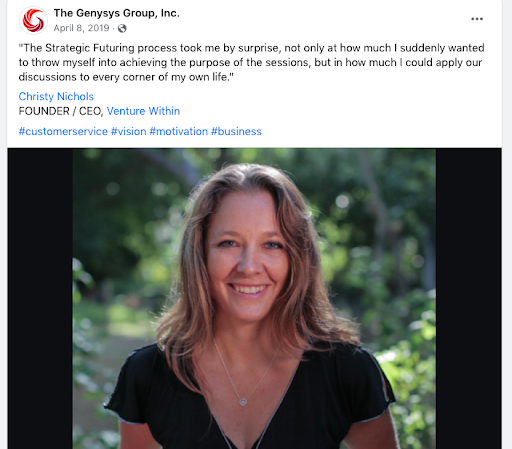 The Genysys Group, Inc.
April 8, 2019 ·
"The Strategic Futuring process took me by surprise, not only at how much I suddenly wanted
to throw myself into achieving the purpose of the sessions, but in how much I could apply our
discussions to every corner of my own life."
Christy Nichols
FOUNDER / CEO, Venture Within
#customerservice #vision #motivation #business